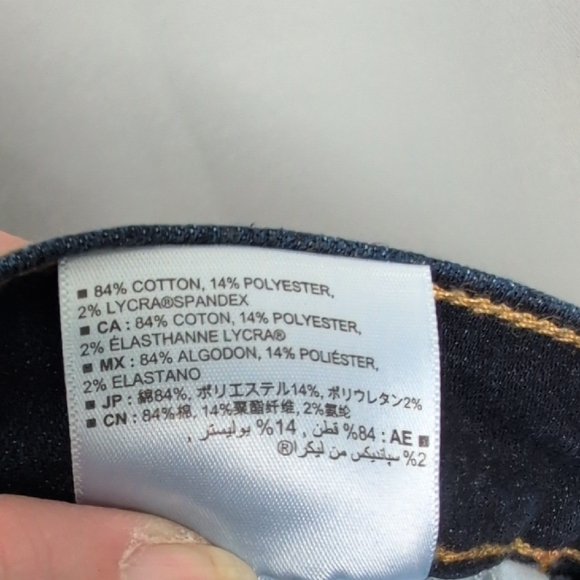 ■ 84% COTTON, 14% POLYESTER,
2% LYCRA®SPANDEX
■ CA : 84% COTON, 14% POLYESTER,
2% ÉLASTHANNE LYCRA®
■ MX : 84% ALGODON, 14% POLIÉSTER,
2% ELASTANO
■ JP : 綿84%, ポリエステル14%, ポリウレタン2%
■ CN : 84%棉, 14%聚酯纤维, 2%氨纶
■ AE : 84% قطن , 14% بوليستر ,
2% سباتنيكس من ليكرا®